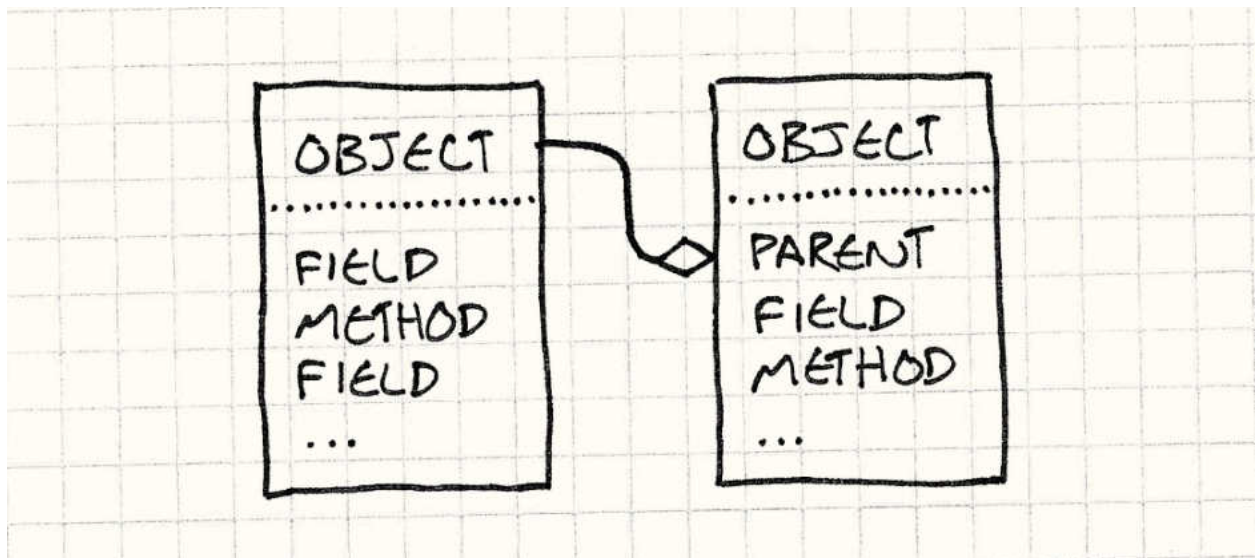 OBJECT
FIELD
METHOD
FIELD
...
OBJECT
PARENT
FIELD
METHOD
...